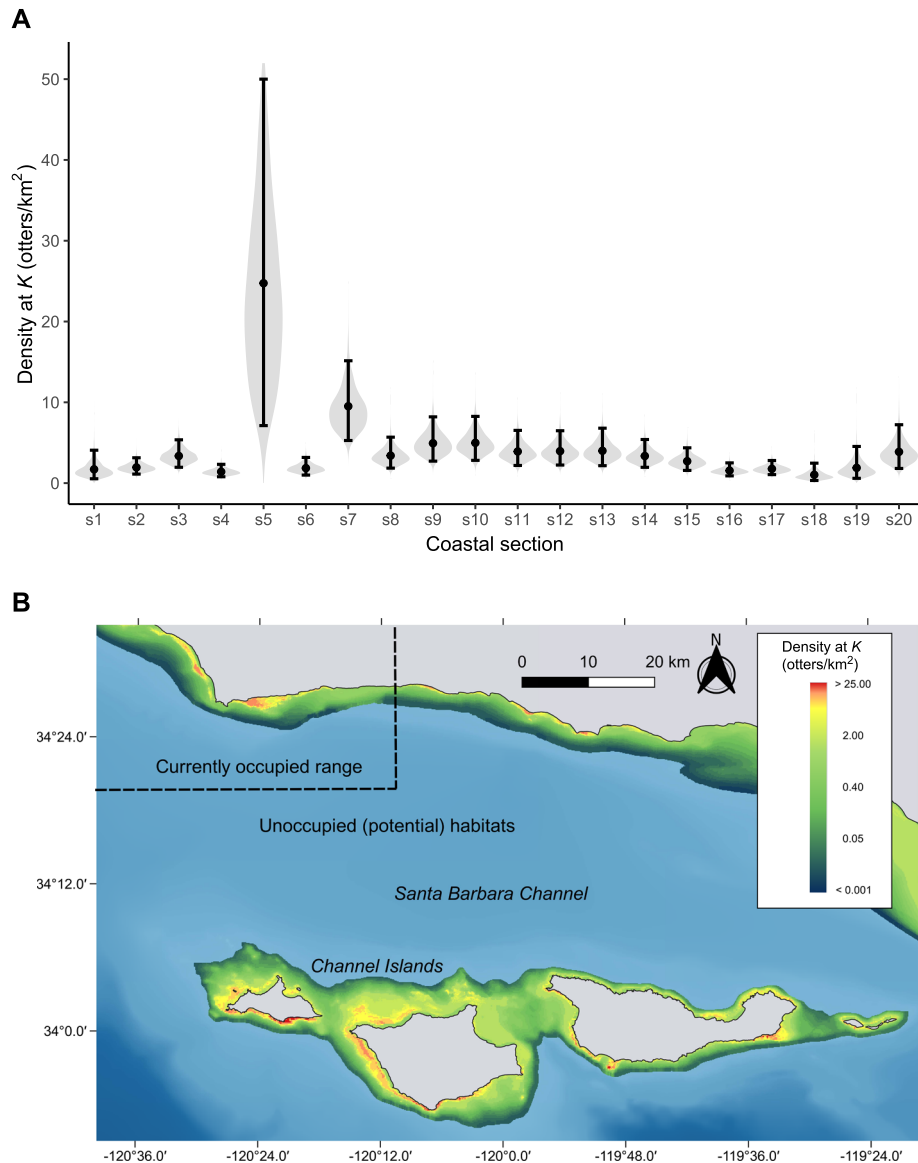 A
Density at K (otters/km2)
50
40
30
20
10
0
s1 s2 s3 s4 s5 s6 s7 s8 s9 s10 s11 s12 s13 s14 s15 s16 s17 s18 s19 s20
Coastal section
B
N
0 10 20 km
Density at K
(otters/km2)
> 25.00
2.00
0.40
0.05
< 0.001
34°24.0′
34°12.0′
34°0.0′
Currently occupied range
Unoccupied (potential) habitats
Santa Barbara Channel
Channel Islands
-120°36.0′ -120°24.0′ -120°12.0′ -120°0.0′ -119°48.0′ -119°36.0′ -119°24.0′